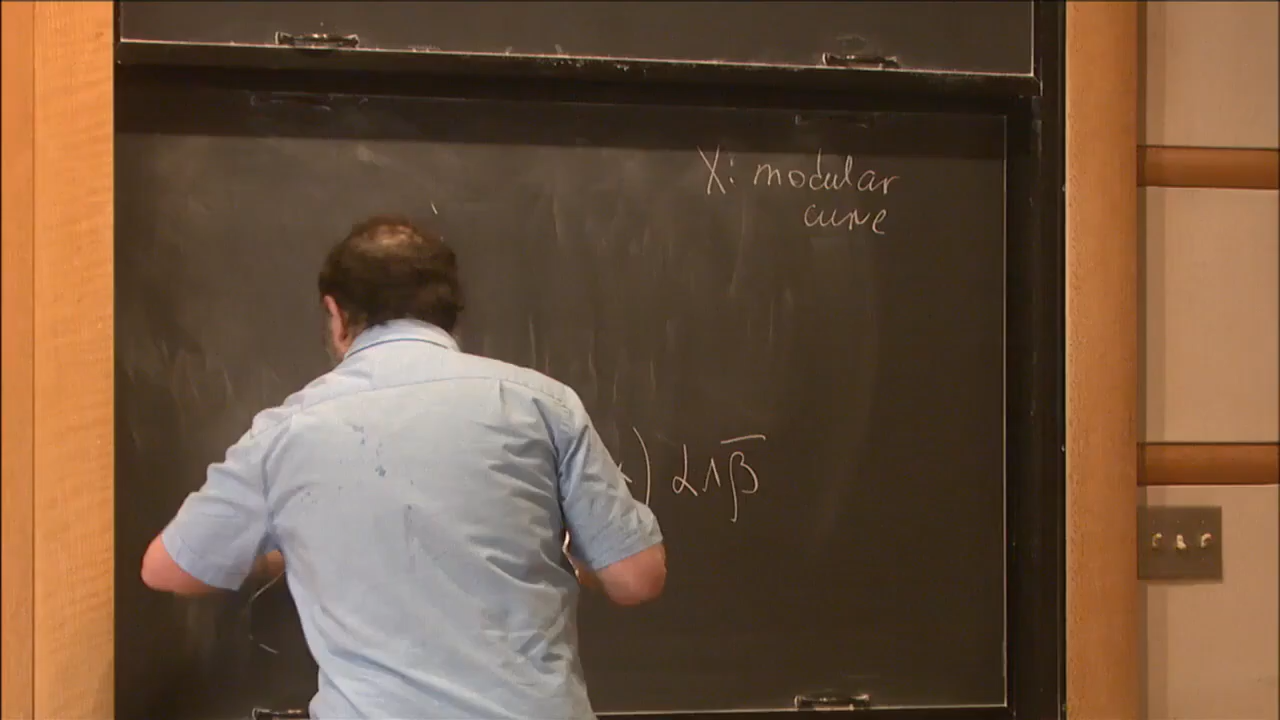 X: modular
curve
) α∧β̅